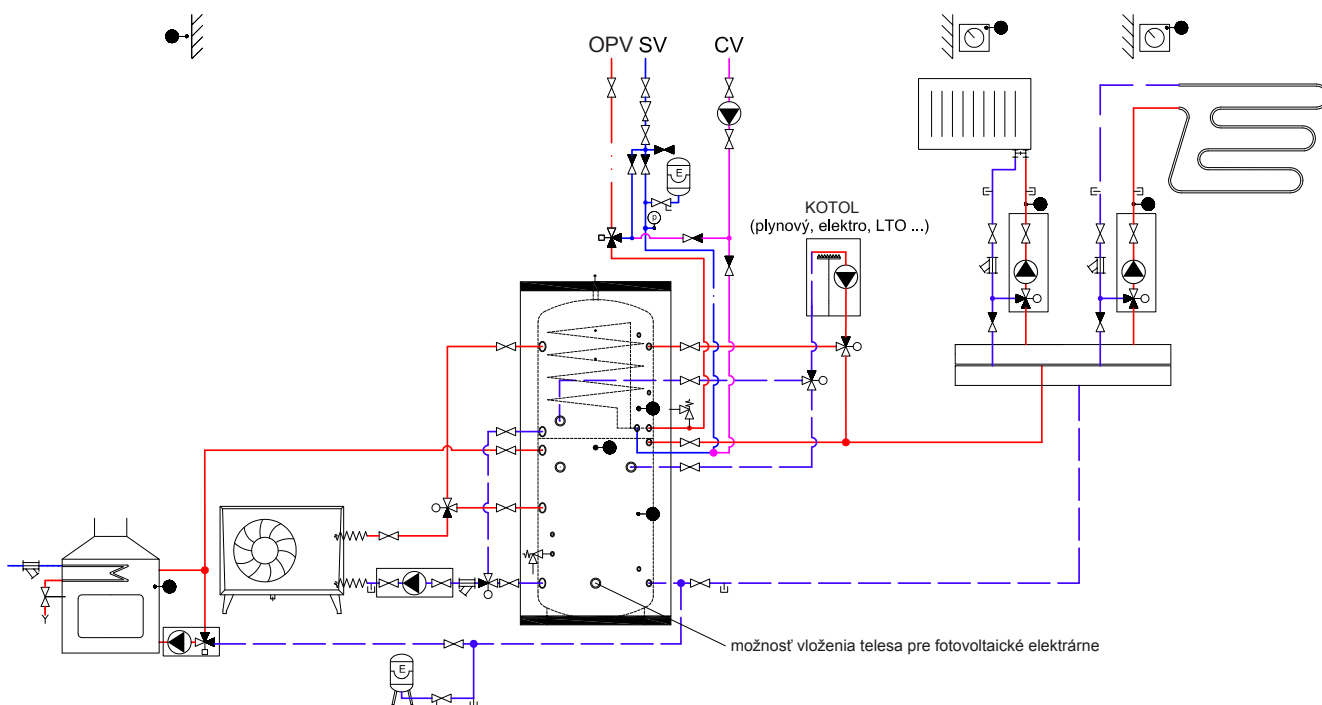 OPV SV CV
E
p
KOTOL
(plynový, elektro, LTO ...)
možnosť vloženia telesa pre fotovoltaické elektrárne
E